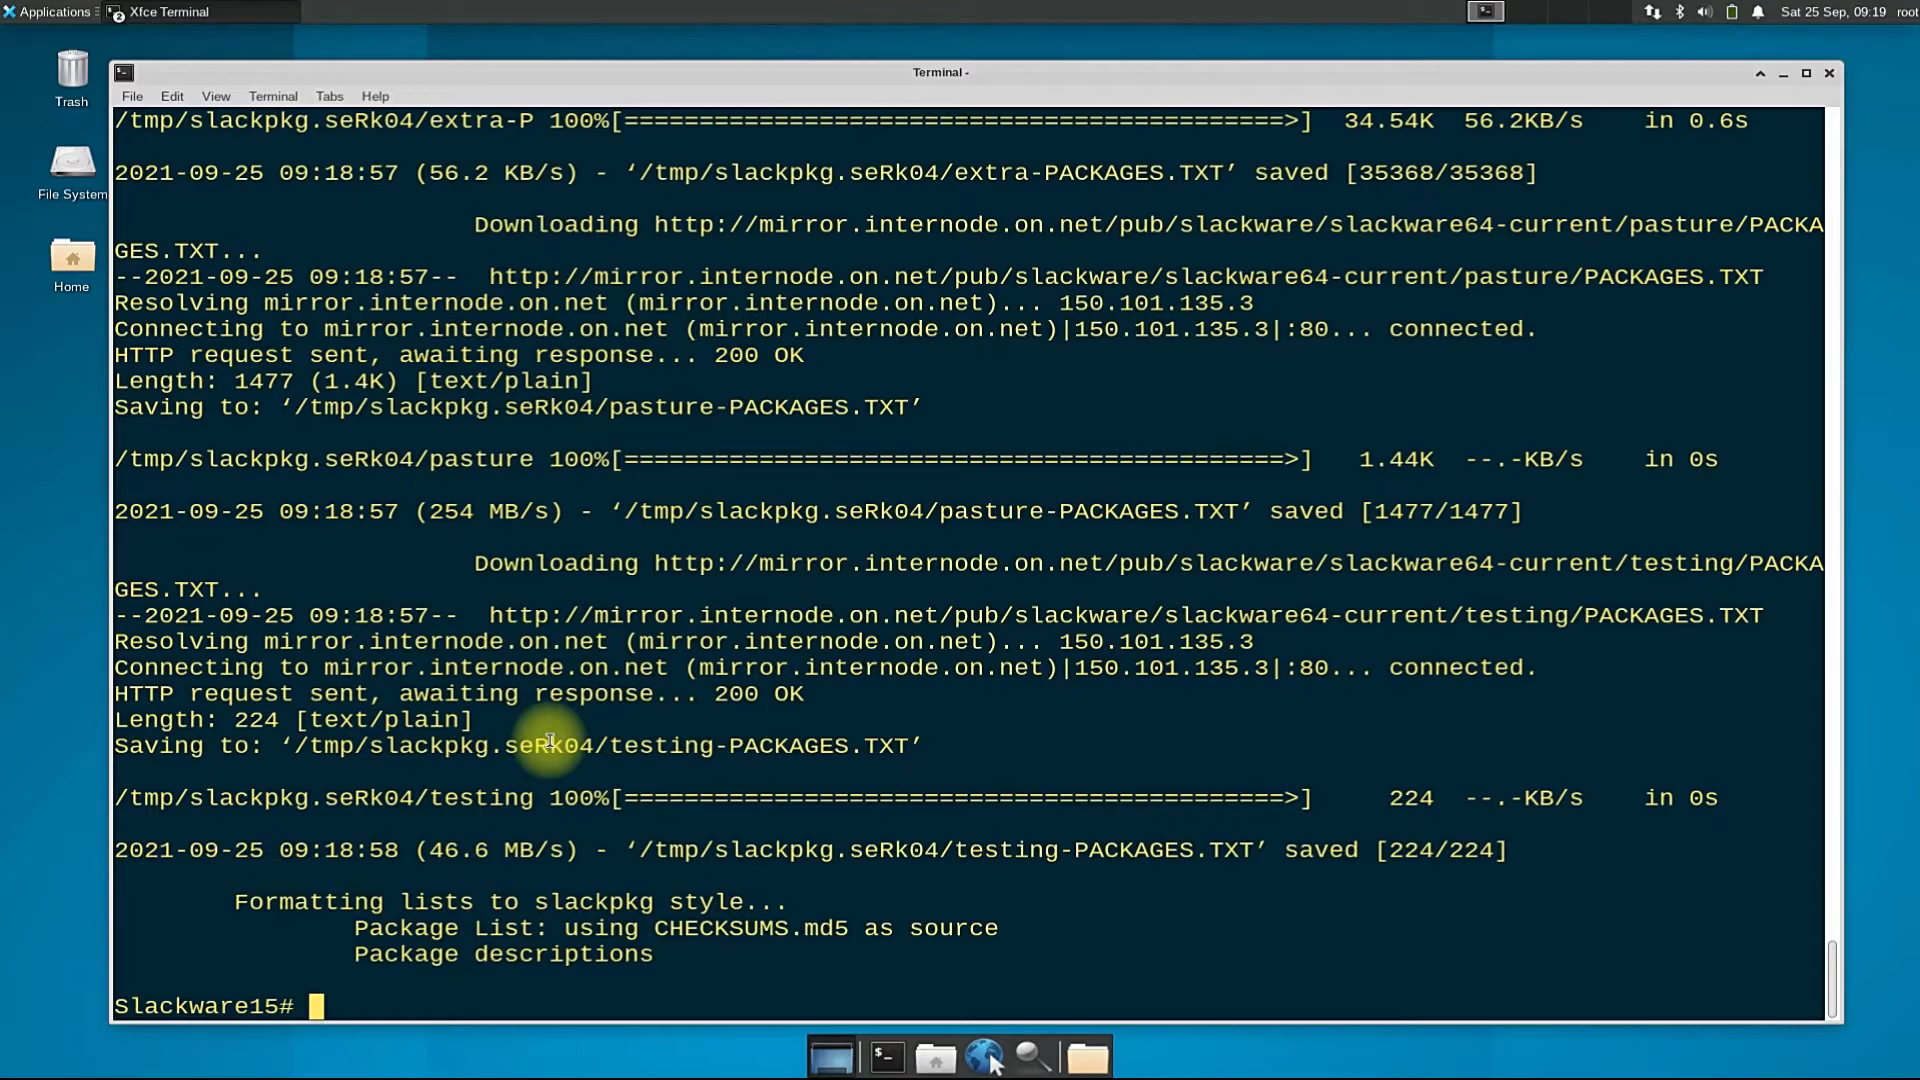 Applications
Xfce Terminal
Sat 25 Sep, 09:19
root
Trash
File System
Home
Terminal -
File Edit View Terminal Tabs Help
/tmp/slackpkg.seRk04/extra-P 100%[============================================>]  34.54K  56.2KB/s    in 0.6s
2021-09-25 09:18:57 (56.2 KB/s) - ‘/tmp/slackpkg.seRk04/extra-PACKAGES.TXT’ saved [35368/35368]
Downloading http://mirror.internode.on.net/pub/slackware/slackware64-current/pasture/PACKA
GES.TXT...
--2021-09-25 09:18:57--  http://mirror.internode.on.net/pub/slackware/slackware64-current/pasture/PACKAGES.TXT
Resolving mirror.internode.on.net (mirror.internode.on.net)... 150.101.135.3
Connecting to mirror.internode.on.net (mirror.internode.on.net)|150.101.135.3|:80... connected.
HTTP request sent, awaiting response... 200 OK
Length: 1477 (1.4K) [text/plain]
Saving to: ‘/tmp/slackpkg.seRk04/pasture-PACKAGES.TXT’
/tmp/slackpkg.seRk04/pasture 100%[============================================>]   1.44K  --.-KB/s    in 0s
2021-09-25 09:18:57 (254 MB/s) - ‘/tmp/slackpkg.seRk04/pasture-PACKAGES.TXT’ saved [1477/1477]
Downloading http://mirror.internode.on.net/pub/slackware/slackware64-current/testing/PACKA
GES.TXT...
--2021-09-25 09:18:57--  http://mirror.internode.on.net/pub/slackware/slackware64-current/testing/PACKAGES.TXT
Resolving mirror.internode.on.net (mirror.internode.on.net)... 150.101.135.3
Connecting to mirror.internode.on.net (mirror.internode.on.net)|150.101.135.3|:80... connected.
HTTP request sent, awaiting response... 200 OK
Length: 224 [text/plain]
Saving to: ‘/tmp/slackpkg.seRk04/testing-PACKAGES.TXT’
/tmp/slackpkg.seRk04/testing 100%[============================================>]     224  --.-KB/s    in 0s
2021-09-25 09:18:58 (46.6 MB/s) - ‘/tmp/slackpkg.seRk04/testing-PACKAGES.TXT’ saved [224/224]
Formatting lists to slackpkg style...
Package List: using CHECKSUMS.md5 as source
Package descriptions
Slackware15#